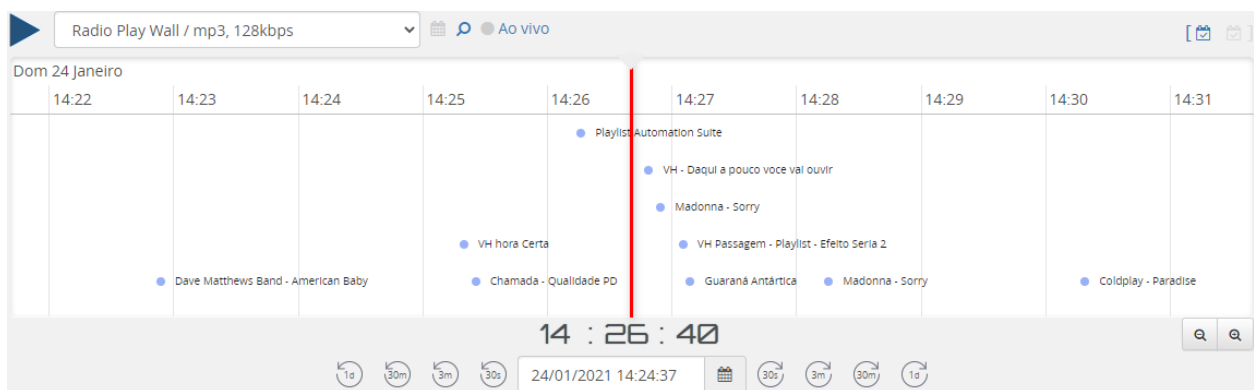 Radio Play Wall / mp3, 128kbps Ao vivo [ ]
Dom 24 Janeiro
14:22 14:23 14:24 14:25 14:26 14:27 14:28 14:29 14:30 14:31
Playlist Automation Suite
VH - Daqui a pouco voce vai ouvir
Madonna - Sorry
VH hora Certa VH Passagem - Playlist - Efeito Seria 2
Dave Matthews Band - American Baby Chamada - Qualidade PD Guaraná Antártica Madonna - Sorry Coldplay - Paradise
14 : 26 : 40
1d 30m 3m 30s 24/01/2021 14:24:37 30s 3m 30m 1d